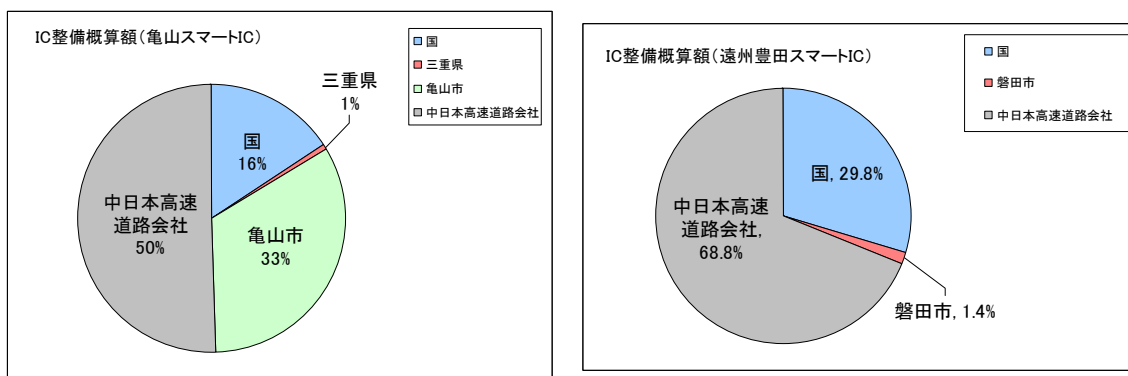 IC整備概算額(亀山スマートIC)
国
三重県
亀山市
中日本高速道路会社
三重県
1%
国
16%
中日本高速
道路会社
50%
亀山市
33%
IC整備概算額(遠州豊田スマートIC)
国
磐田市
中日本高速道路会社
国, 29.8%
中日本高速
道路会社,
68.8%
磐田市, 1.4%